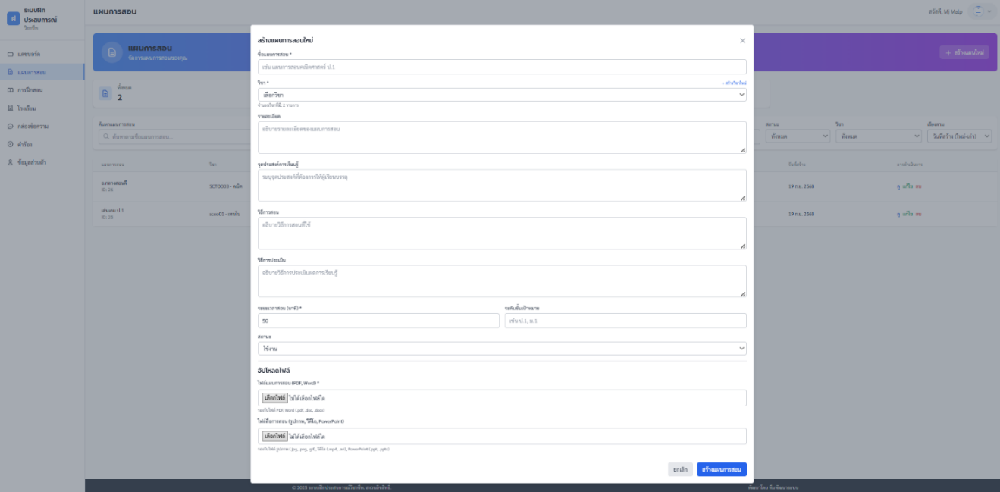 ฝ
ระบบฝึก
ประสบการณ์
วิชาชีพ
แผนการสอน
สวัสดี, Mj Malp
แดชบอร์ด
แผนการสอน
การฝึกสอน
โรงเรียน
กล่องข้อความ
คำร้อง
ข้อมูลส่วนตัว
แผนการสอน
จัดการแผนการสอนของคุณ
+ สร้างแผนใหม่
ทั้งหมด
2
ค้นหาแผนการสอน
ค้นหาตามชื่อแผนการสอน...
สถานะ
ทั้งหมด
วิชา
ทั้งหมด
เรียงตาม
วันที่สร้าง (ใหม่-เก่า)
แผนการสอน
วิชา
วันที่สร้าง
การดำเนินการ
ID: 26
SCTO003 - คณิต
19 ก.ย. 2568
ดู แก้ไข ลบ
ID: 25
19 ก.ย. 2568
ดู แก้ไข ลบ
สร้างแผนการสอนใหม่
×
ชื่อแผนการสอน *
เช่น แผนการสอนคณิตศาสตร์ ป.1
วิชา *
+ สร้างวิชาใหม่
เลือกวิชา
จำนวนวิชาที่มี: 2 รายการ
รายละเอียด
อธิบายรายละเอียดของแผนการสอน
จุดประสงค์การเรียนรู้
ระบุจุดประสงค์ที่ต้องการให้ผู้เรียนบรรลุ
วิธีการสอน
อธิบายวิธีการสอนที่ใช้
วิธีการประเมิน
อธิบายวิธีการประเมินผลการเรียนรู้
ระยะเวลาสอน (นาที) *
50
ระดับชั้นเป้าหมาย
เช่น ป.1, ม.1
สถานะ
ใช้งาน
อัปโหลดไฟล์
ไฟล์แผนการสอน (PDF, Word) *
เลือกไฟล์ ไม่ได้เลือกไฟล์ใด
รองรับไฟล์ PDF, Word (.pdf, .doc, .docx)
ไฟล์สื่อการสอน (รูปภาพ, วิดีโอ, PowerPoint)
เลือกไฟล์ ไม่ได้เลือกไฟล์ใด
รองรับไฟล์ รูปภาพ (.jpg, .png, .gif), วิดีโอ (.mp4, .avi), PowerPoint (.ppt, .pptx)
ยกเลิก
สร้างแผนการสอน
© 2025 ระบบฝึกประสบการณ์วิชาชีพ. สงวนลิขสิทธิ์
พัฒนาโดย ทีมพัฒนาระบบ